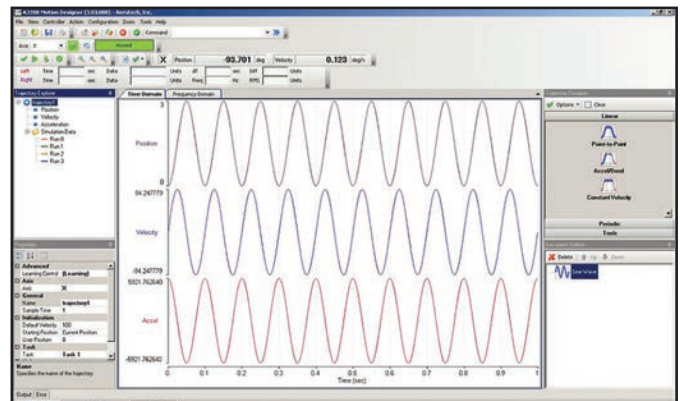 A3200 Motion Designer (3.03.000) - Aerotech, Inc.
File View Controller Action Configuration Zoom Tools Help
Command
Axis X Homed
X Position -93.701 deg Velocity 0.123 deg/s
Left Time sec Data Units dT sec Diff Units
Right Time sec Data Units Freq Hz RMS Units
Trajectory Explorer
trajectory1
Position
Velocity
Acceleration
Simulation Data
Run 0
Run 1
Run 2
Run 3
Properties
Advanced
Learning Control (Learning)
Axis
Axis X
General
Name trajectory1
Sample Time 1
Initialization
Default Velocity 100
Starting Position Current Position
User Position 0
Task
Task Task 1
Name
Specifies the name of the trajectory
Output Error
Time Domain Frequency Domain
3
Position
0
94.247779
Velocity
-94.247779
5921.762640
Accel
-5921.762640
0 0.1 0.2 0.3 0.4 0.5 0.6 0.7 0.8 0.9 1
Time (sec)
Trajectory Designer
Options Clear
Linear
Point-to-Point
Accel/Decel
Constant Velocity
Periodic
Tools
Document Outline
Delete Up Down
Sine Wave